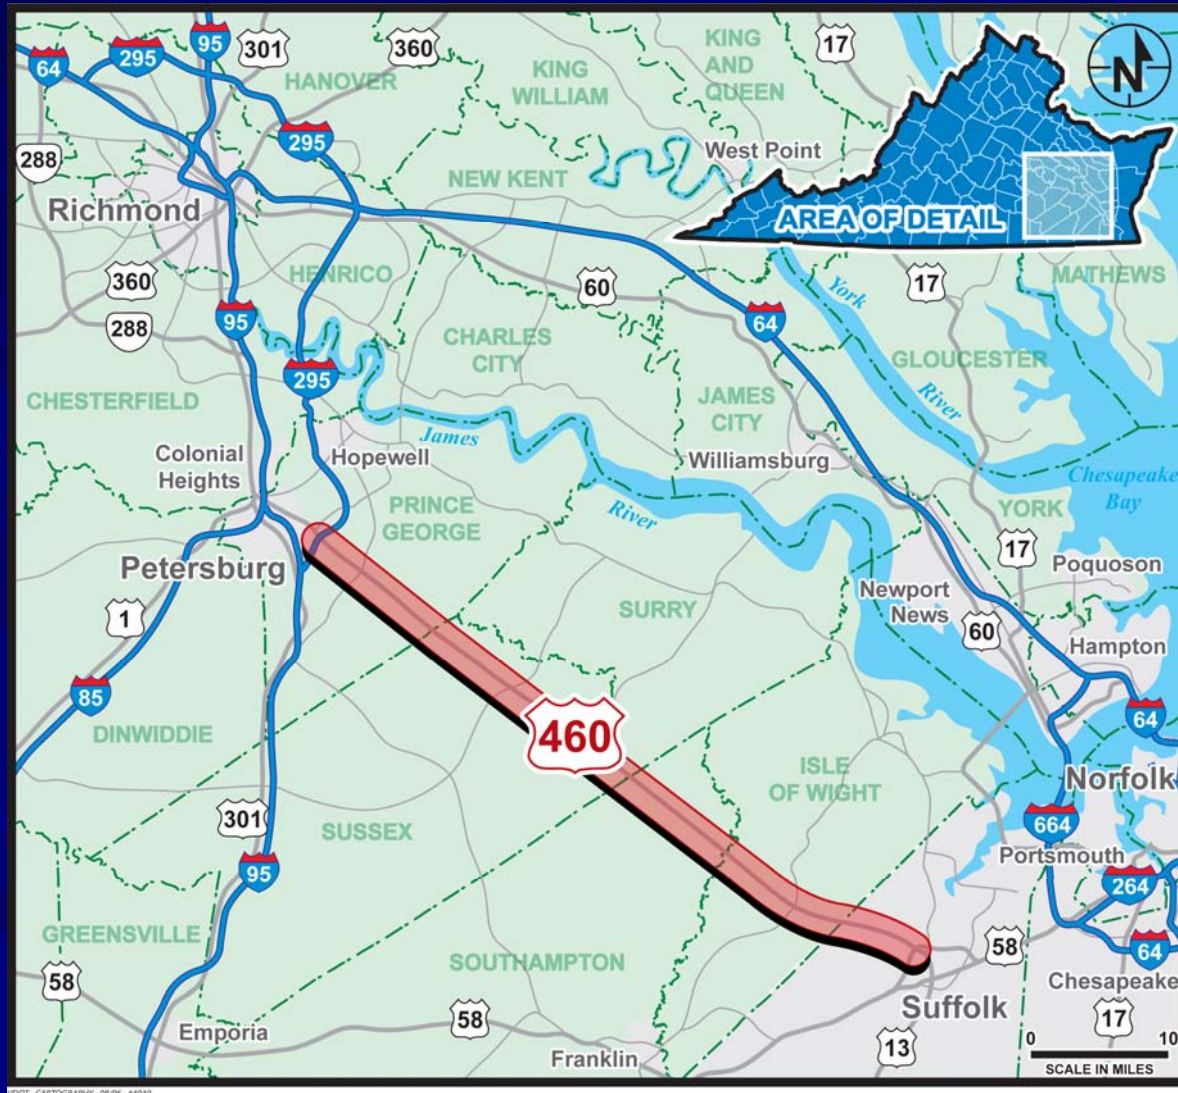 95
301
360
17
64
295
HANOVER
KING
WILLIAM
KING
AND
QUEEN
N
295
288
West Point
NEW KENT
Richmond
AREA OF DETAIL
360
HENRICO
60
17
MATHEWS
York
River
288
95
64
CHARLES
CITY
GLOUCESTER
295
CHESTERFIELD
JAMES
CITY
James
River
Colonial
Heights
Hopewell
Williamsburg
Chesapeake
Bay
PRINCE
GEORGE
YORK
17
Petersburg
Poquoson
Newport
News
1
SURRY
60
Hampton
85
64
DINWIDDIE
460
ISLE
OF WIGHT
Norfolk
301
SUSSEX
664
95
Portsmouth
264
GREENSVILLE
58
64
SOUTHAMPTON
58
Chesapeake
Suffolk
58
17
Emporia
13
Franklin
0 10
SCALE IN MILES